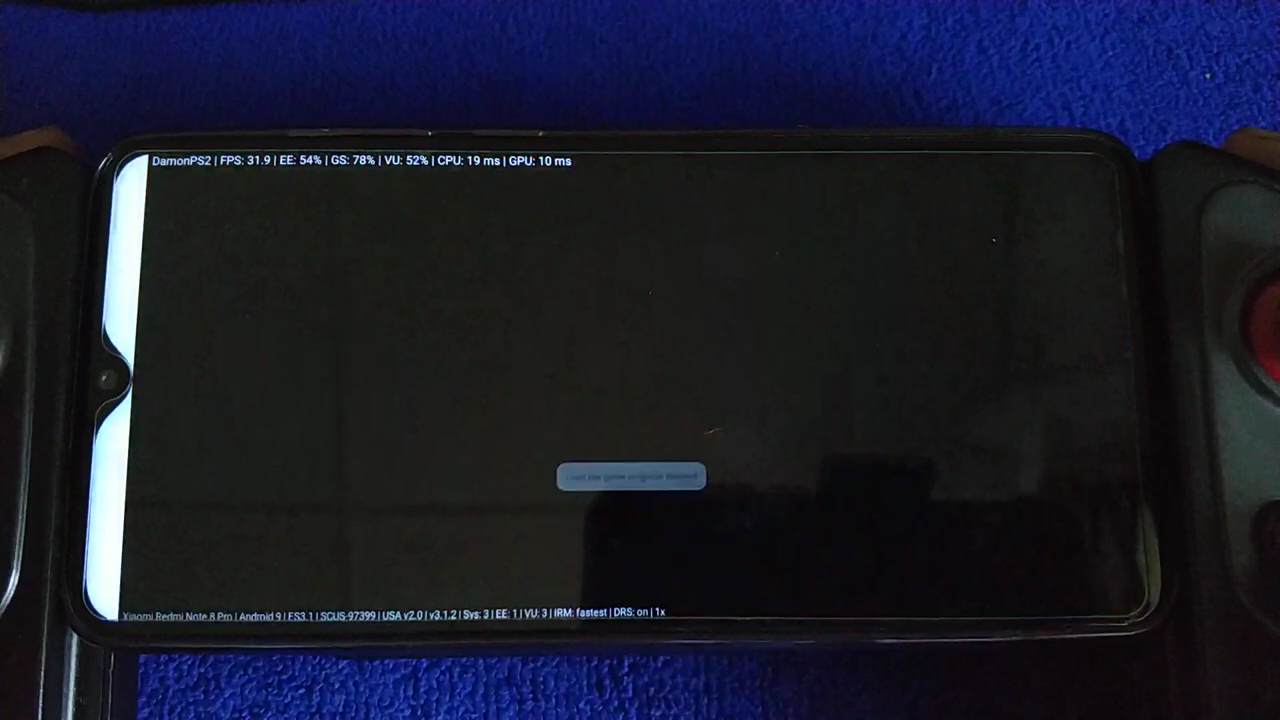 DamonPS2 | FPS: 31.9 | EE: 54% | GS: 78% | VU: 52% | CPU: 19 ms | GPU: 10 ms
Xiaomi Redmi Note 8 Pro | Android 9 | ES3.1 | SCUS-97399 | USA v2.0 | v3.1.2 | Sys: 3 | EE: 1 | VU: 3 | IRM: fastest | DRS: on | 1x